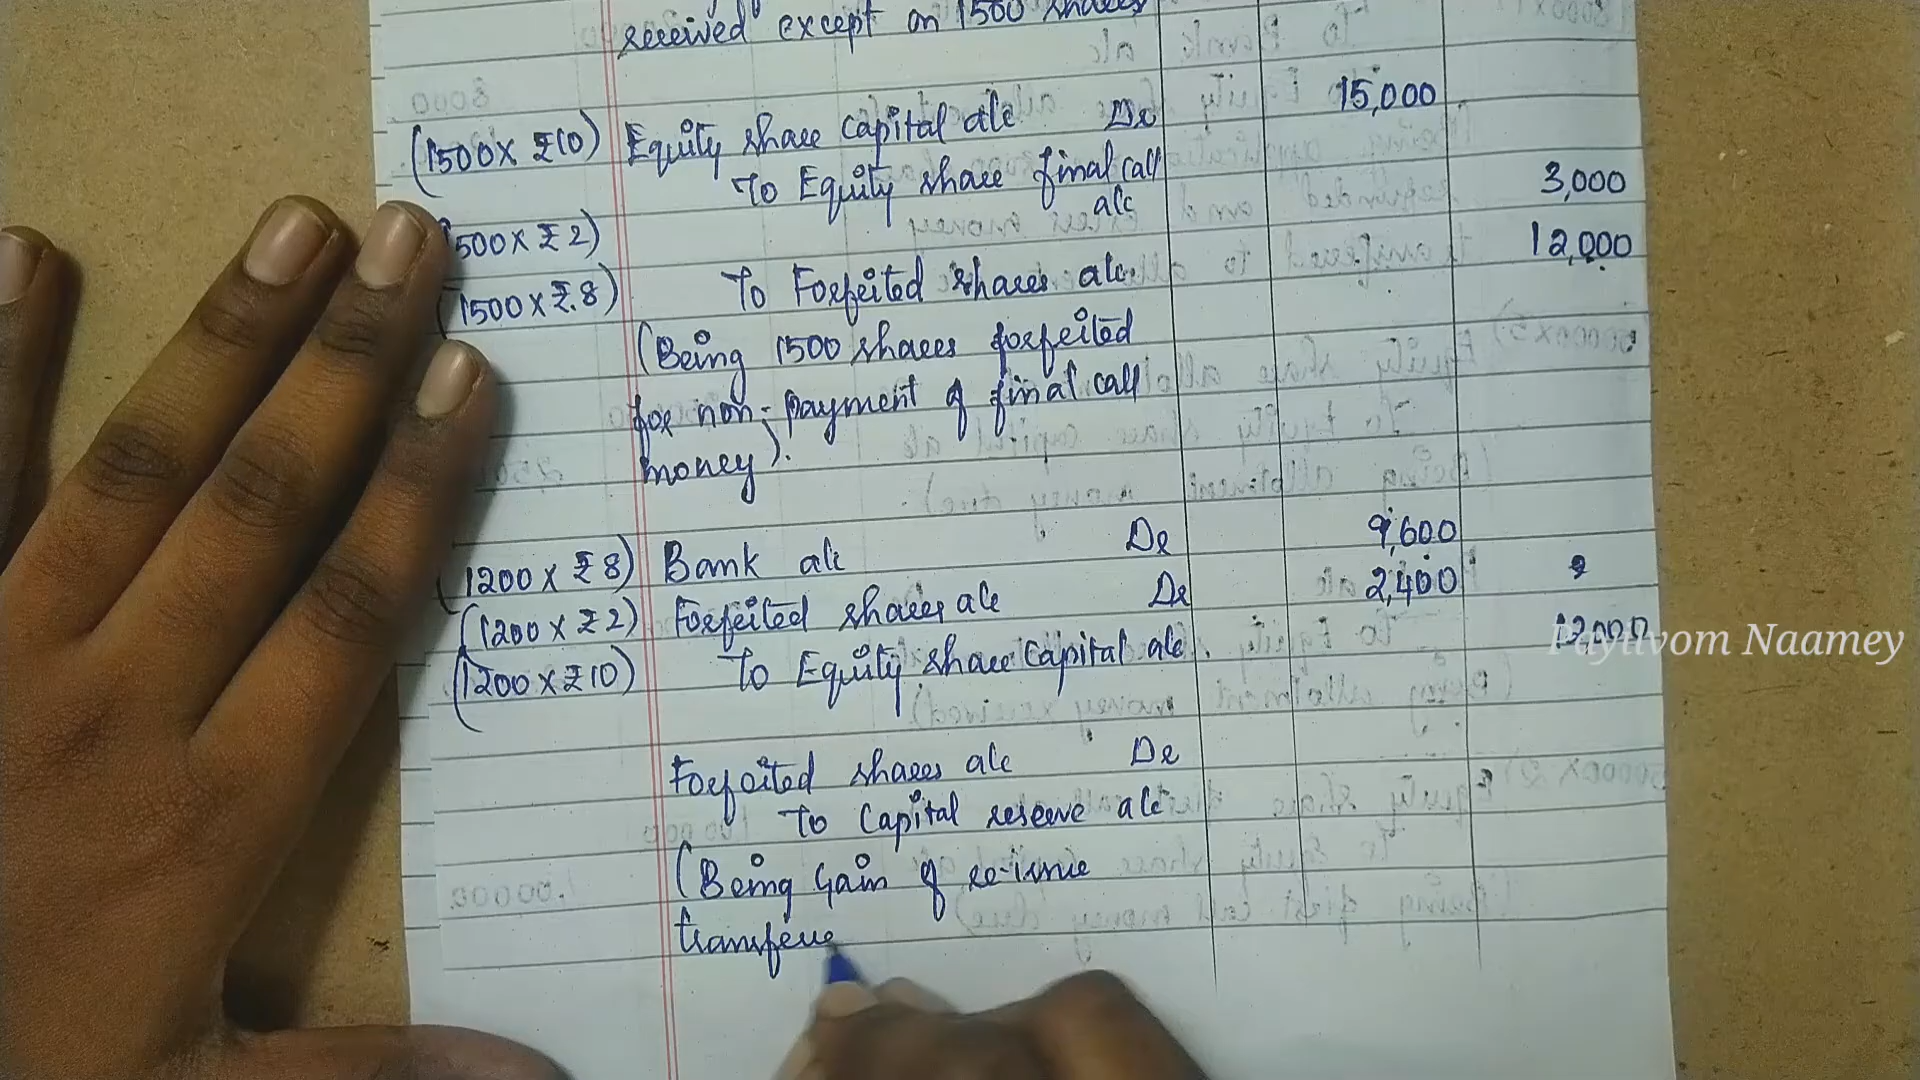 received except on 1500 shares
15,000
(1500 x ₹10) Equity share capital a/c Dr
To Equity share final call
a/c
3,000
500 x ₹ 2)
12,000
(1500 x ₹.8) To Forfeited shares a/c.
(Being 1500 shares forfeited
for non-payment of final call
money).
(1200 x ₹ 8) Bank a/c Dr 9,600
(1200 x ₹ 2) Forfeited shares a/c Dr 2,400
(1200 x ₹10) To Equity share capital a/c. 12000
Payilvom Naamey
Forfeited shares a/c Dr
To Capital reserve a/c
(Being Gain of re-issue